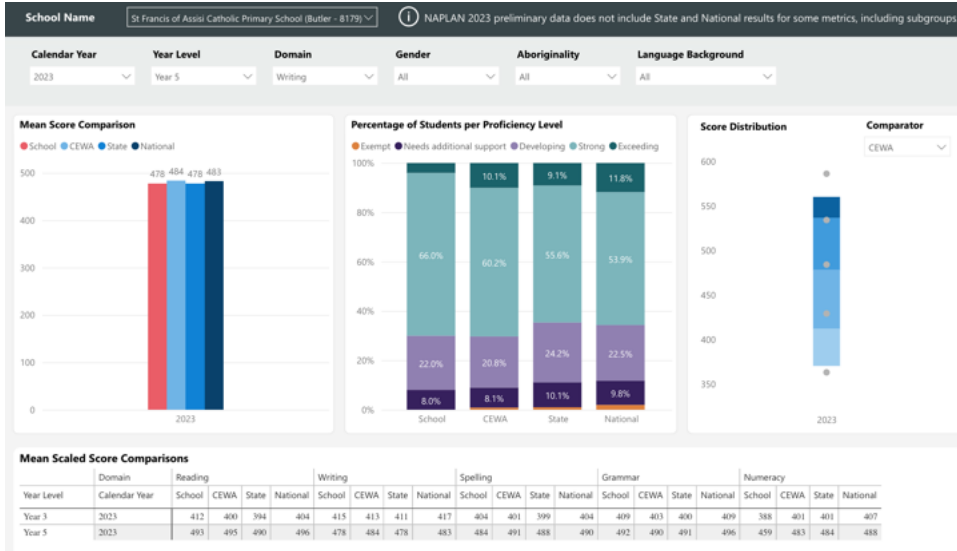 School Name St Francis of Assisi Catholic Primary School (Butler - 8179) NAPLAN 2023 preliminary data does not include State and National results for some metrics, including subgroups
Calendar Year Year Level Domain Gender Aboriginality Language Background
2023 Year 5 Writing All All All
Mean Score Comparison
School CEWA State National
478 484 478 483
500
400
300
200
100
0
2023
Percentage of Students per Proficiency Level
Exempt Needs additional support Developing Strong Exceeding
100%
80%
60%
40%
20%
0%
10.1% 9.1% 11.8%
66.0% 60.2% 55.6% 53.9%
22.0% 20.8% 24.2% 22.5%
8.0% 8.1% 10.1% 9.8%
School CEWA State National
Score Distribution Comparator
CEWA
600
550
500
450
400
350
2023
Mean Scaled Score Comparisons
Domain Reading Writing Spelling Grammar Numeracy
Year Level Calendar Year School CEWA State National School CEWA State National School CEWA State National School CEWA State National School CEWA State National
Year 3 2023 412 400 394 404 415 413 411 417 404 401 399 404 409 403 400 409 388 401 401 407
Year 5 2023 493 495 490 496 478 484 478 483 484 491 488 490 492 490 491 496 459 483 484 488